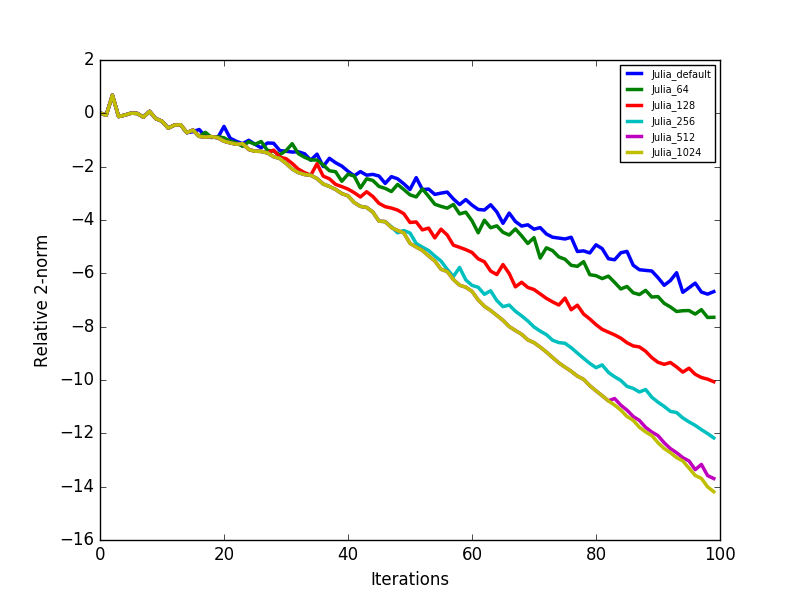 2
0
−2
−4
−6
−8
−10
−12
−14
−16
Relative 2-norm
0 20 40 60 80 100
Iterations
Julia_default
Julia_64
Julia_128
Julia_256
Julia_512
Julia_1024